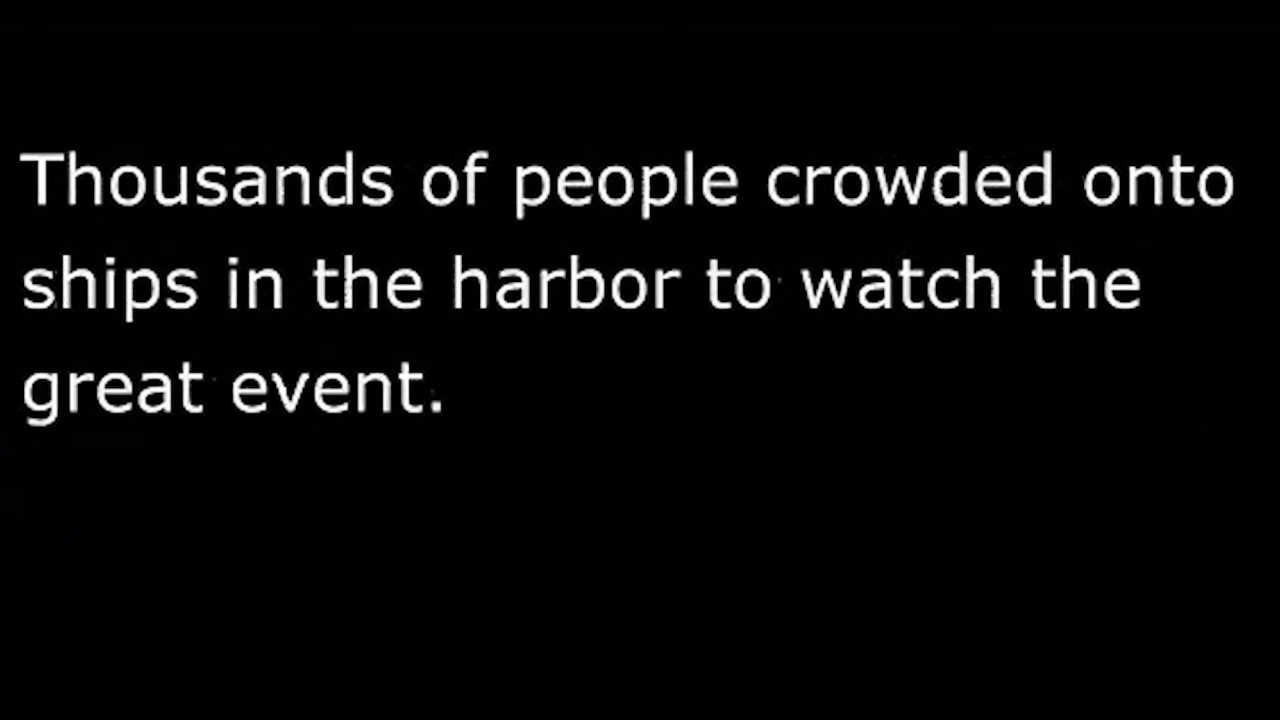 Thousands of people crowded onto
ships in the harbor to watch the
great event.